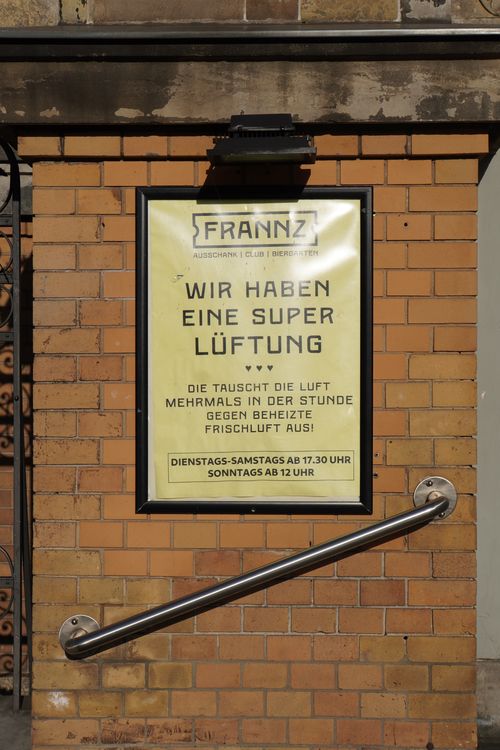 FRANNZ
AUSSCHANK | CLUB | BIERGARTEN
WIR HABEN
EINE SUPER
LÜFTUNG
♥♥♥
DIE TAUSCHT DIE LUFT
MEHRMALS IN DER STUNDE
GEGEN BEHEIZTE
FRISCHLUFT AUS!
DIENSTAGS-SAMSTAGS AB 17.30 UHR
SONNTAGS AB 12 UHR